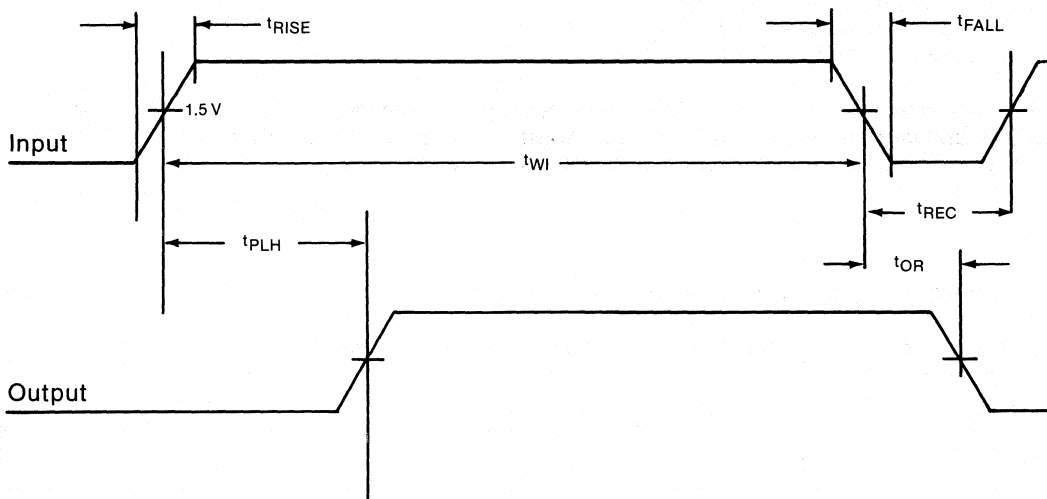 tRISE
tFALL
1.5 V
Input
tWI
tREC
tPLH
tOR
Output